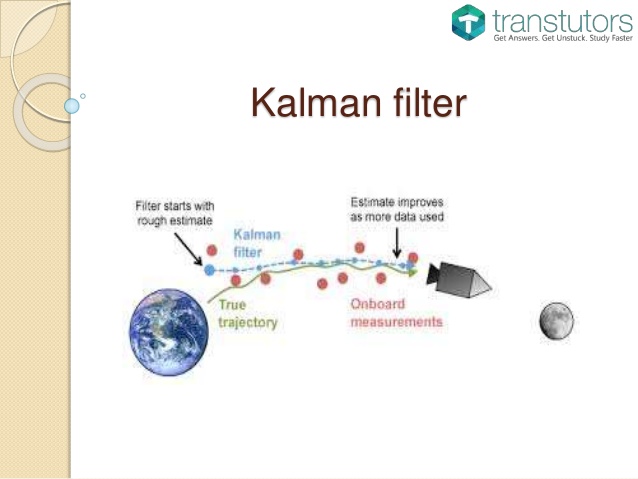 transtutors
Get Answers. Get Unstuck. Study Faster
Kalman filter
Filter starts with
rough estimate
Estimate improves
as more data used
Kalman
filter
True
trajectory
Onboard
measurements